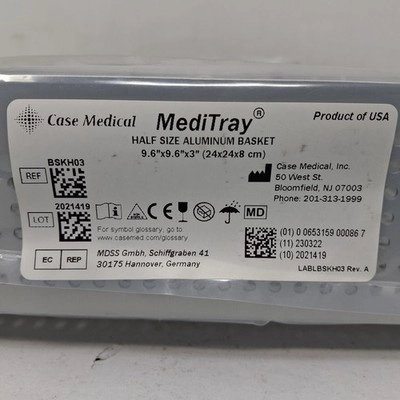 Case Medical
MediTray®
Product of USA
HALF SIZE ALUMINUM BASKET
9.6"x9.6"x3" (24x24x8 cm)
REF
BSKH03
Case Medical, Inc.
50 West St.
Bloomfield, NJ 07003
Phone: 201-313-1999
LOT
2021419
MD
For symbol glossary, go to:
www.casemed.com/glossary
(01) 0 0653159 00086 7
(11) 230322
(10) 2021419
EC REP
MDSS Gmbh, Schiffgraben 41
30175 Hannover, Germany
LABLBSKH03 Rev. A